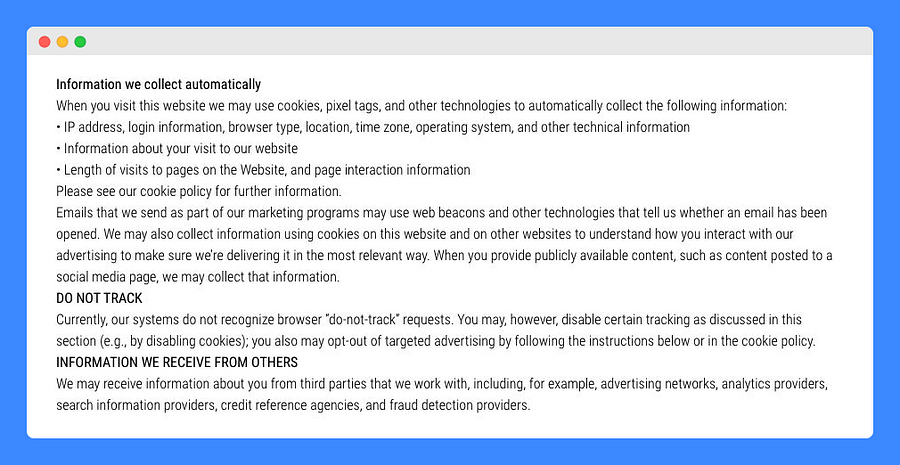 Information we collect automatically
When you visit this website we may use cookies, pixel tags, and other technologies to automatically collect the following information:
• IP address, login information, browser type, location, time zone, operating system, and other technical information
• Information about your visit to our website
• Length of visits to pages on the Website, and page interaction information
Please see our cookie policy for further information.
Emails that we send as part of our marketing programs may use web beacons and other technologies that tell us whether an email has been
opened. We may also collect information using cookies on this website and on other websites to understand how you interact with our
advertising to make sure we're delivering it in the most relevant way. When you provide publicly available content, such as content posted to a
social media page, we may collect that information.
DO NOT TRACK
Currently, our systems do not recognize browser “do-not-track” requests. You may, however, disable certain tracking as discussed in this
section (e.g., by disabling cookies); you also may opt-out of targeted advertising by following the instructions below or in the cookie policy.
INFORMATION WE RECEIVE FROM OTHERS
We may receive information about you from third parties that we work with, including, for example, advertising networks, analytics providers,
search information providers, credit reference agencies, and fraud detection providers.